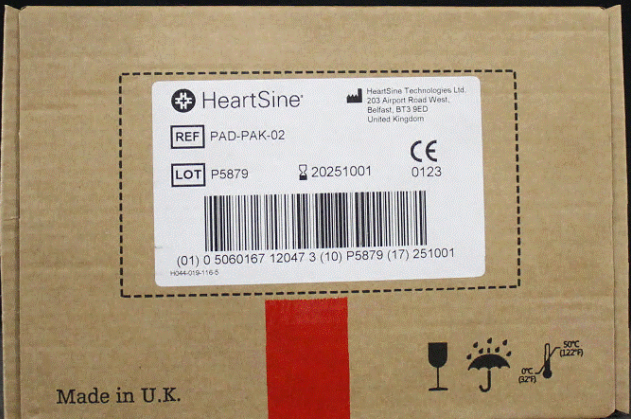 HeartSine
HeartSine Technologies Ltd.
203 Airport Road West,
Belfast, BT3 9ED
United Kingdom
REF PAD-PAK-02
LOT P5879 20251001
CE
0123
(01) 0 5060167 12047 3 (10) P5879 (17) 251001
H044-019-116-5
50°C
(122°F)
0°C
(32°F)
Made in U.K.